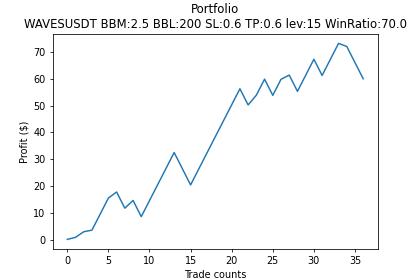 Portfolio
WAVESUSDT BBM:2.5 BBL:200 SL:0.6 TP:0.6 lev:15 WinRatio:70.0
70
60
50
40
30
20
10
0
Profit ($)
0 5 10 15 20 25 30 35
Trade counts